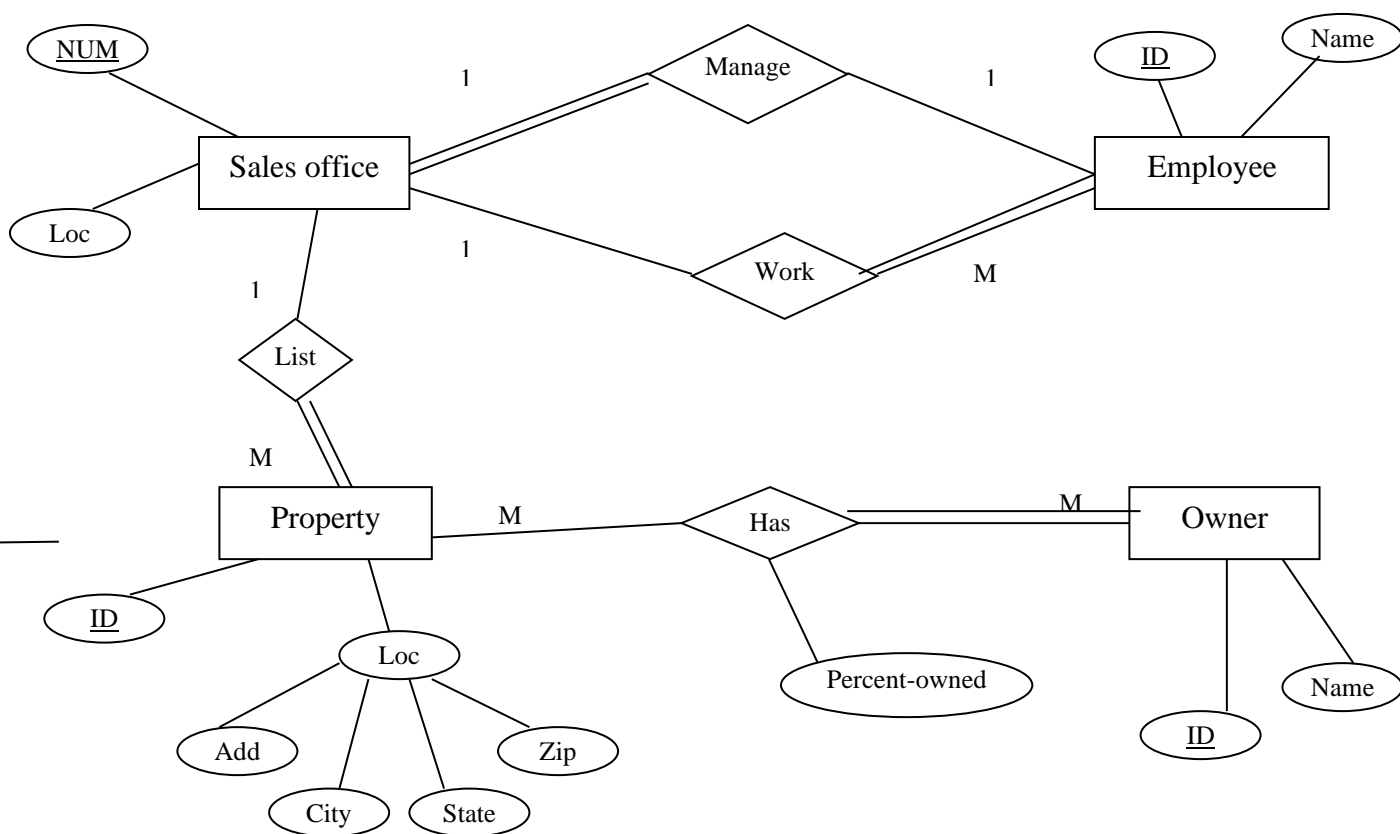 NUM
Manage
ID
Name
1
1
Sales office
Employee
Loc
1
Work
M
1
List
M
Property
M
Has
M
Owner
ID
Loc
Percent-owned
Name
Add
Zip
ID
City
State